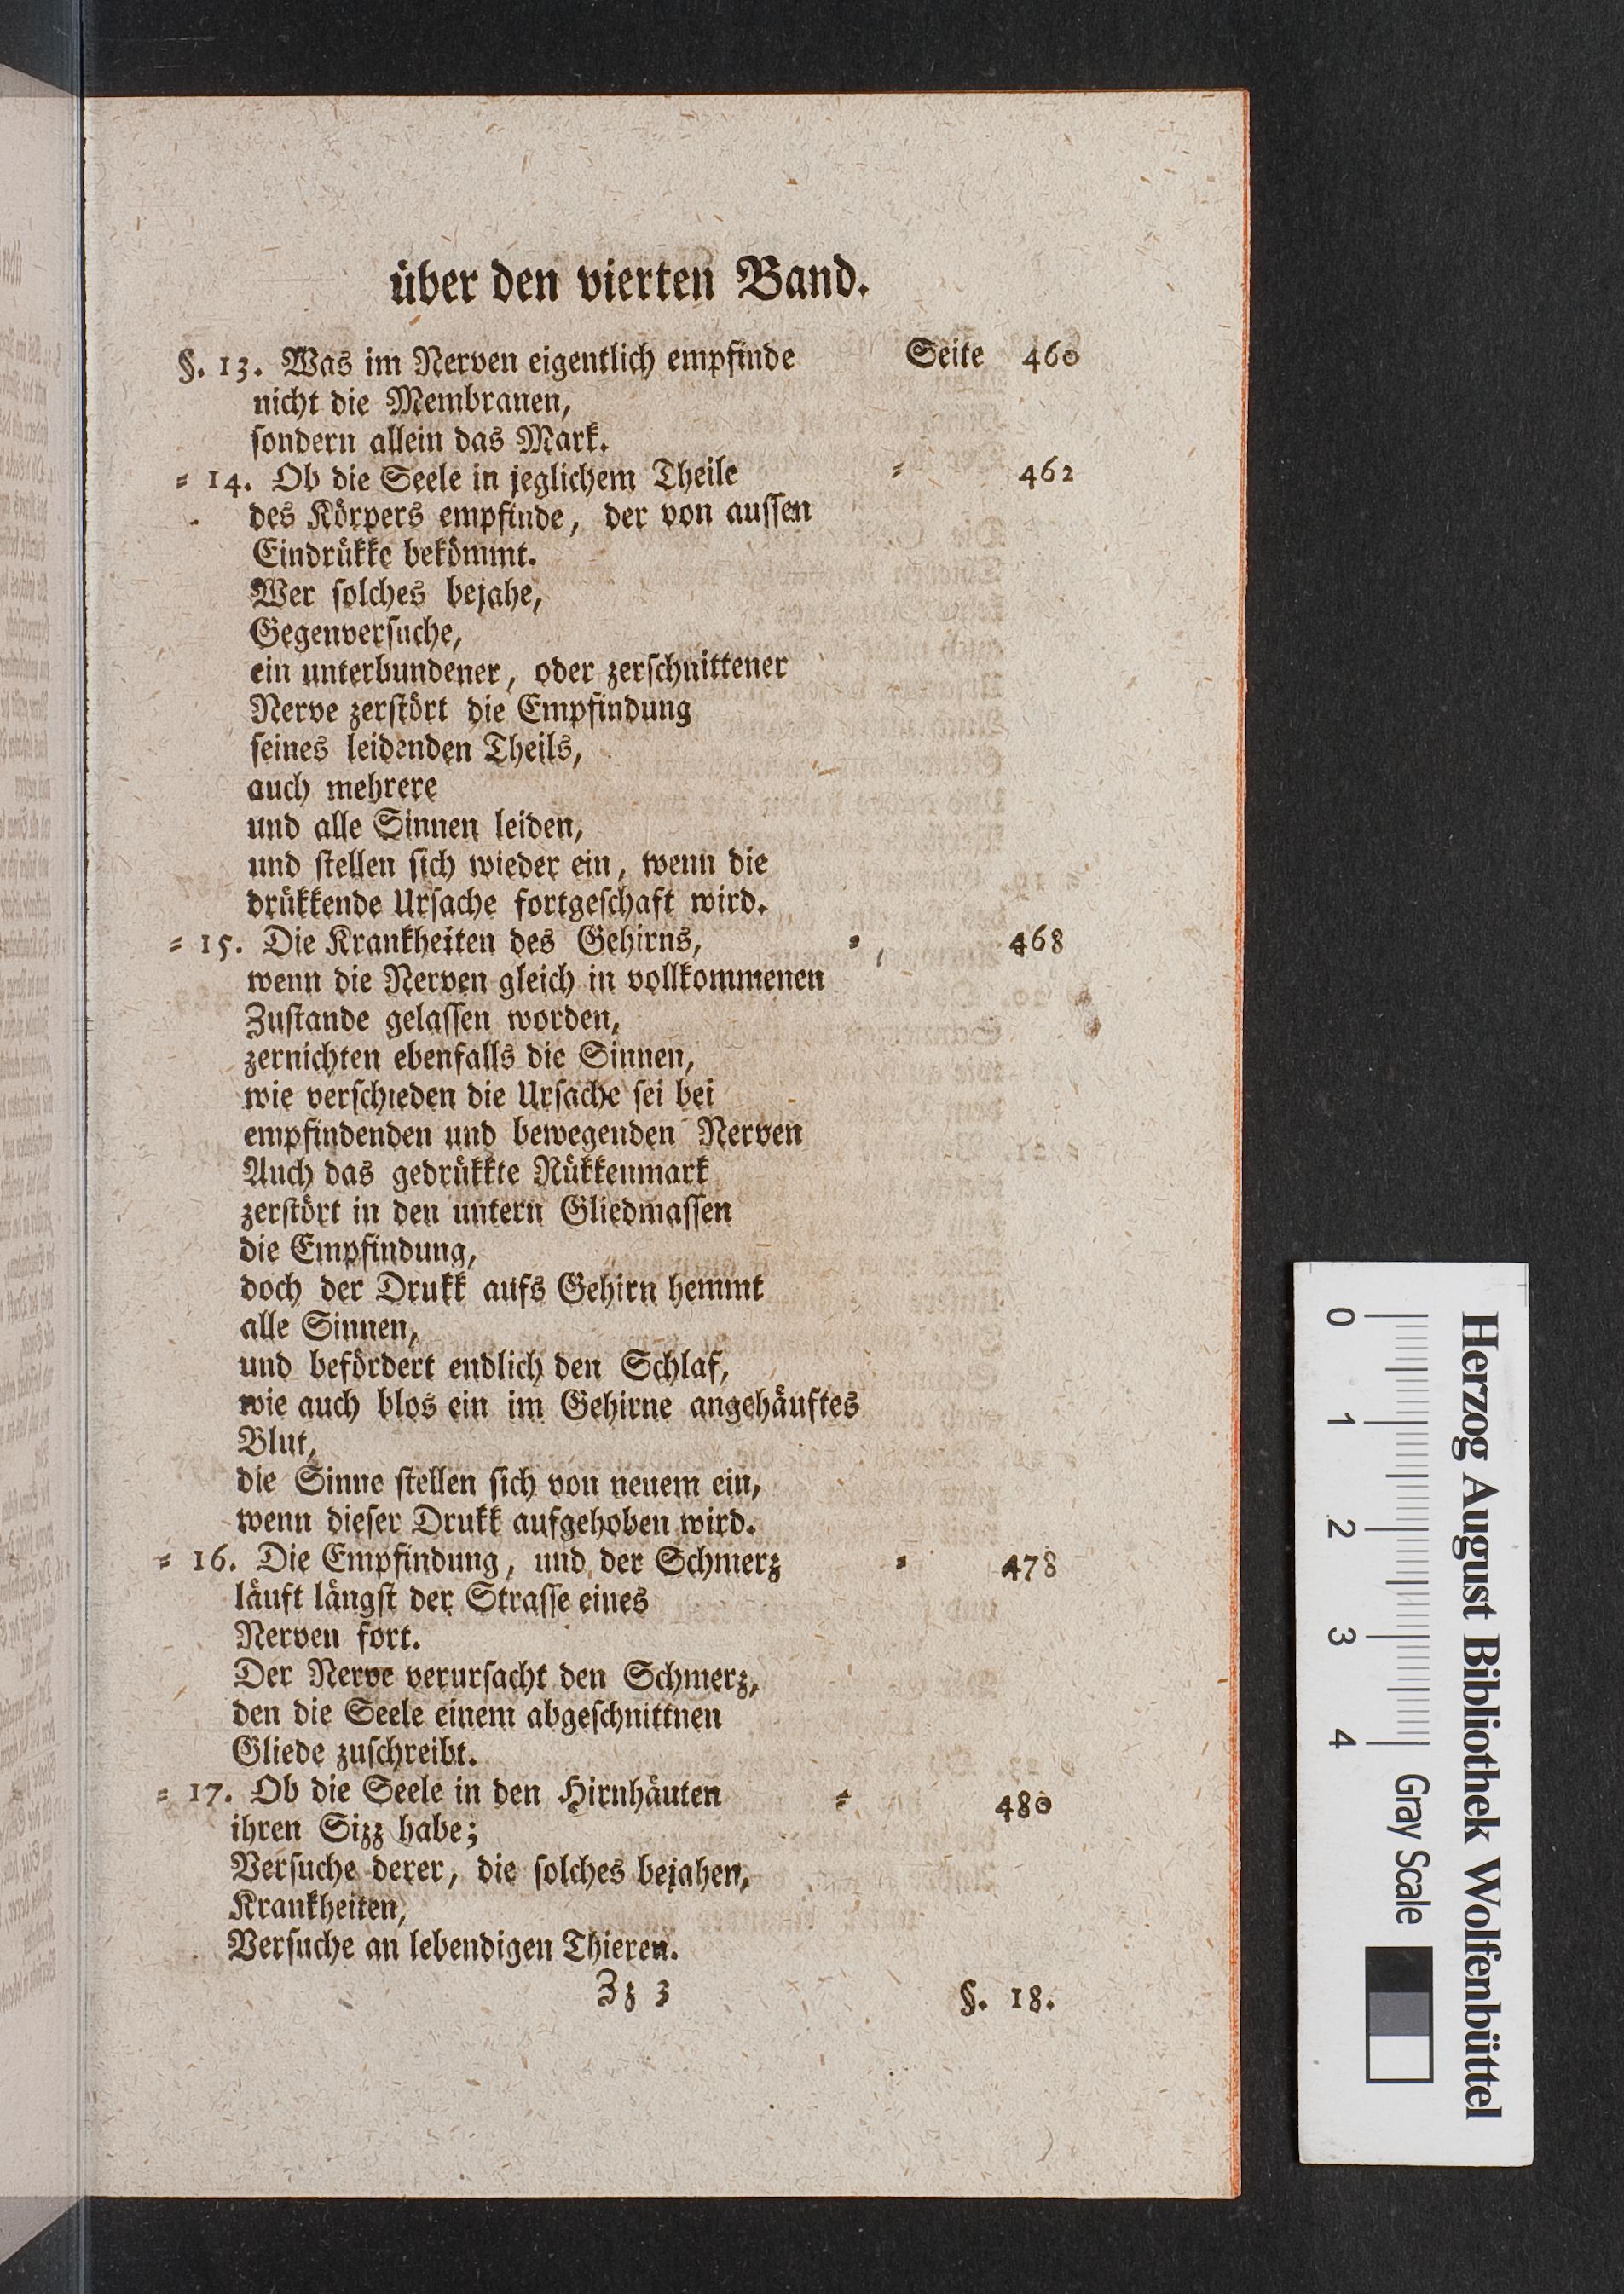 über den vierten Band.
§. 13. Was im Nerven eigentlich empfinde Seite 460
nicht die Membranen,
sondern allein das Mark.
⸗ 14. Ob die Seele in jeglichem Theile ⸗ 462
des Körpers empfinde, der von aussen
Eindrükke bekömmt.
Wer solches bejahe,
Gegenversuche,
ein unterbundener, oder zerschnittener
Nerve zerstört die Empfindung
seines leidenden Theils,
auch mehrere
und alle Sinnen leiden,
und stellen sich wieder ein, wenn die
drükkende Ursache fortgeschaft wird.
⸗ 15. Die Krankheiten des Gehirns, ⸗ 468
wenn die Nerven gleich in vollkommenen
Zustande gelassen worden,
zernichten ebenfalls die Sinnen,
wie verschieden die Ursache sei bei
empfindenden und bewegenden Nerven
Auch das gedrükkte Rükkenmark
zerstört in den untern Gliedmassen
die Empfindung,
doch der Drukk aufs Gehirn hemmt
alle Sinnen,
und befördert endlich den Schlaf,
wie auch blos ein im Gehirne angehäuftes
Blut,
die Sinne stellen sich von neuem ein,
wenn dieser Drukk aufgehoben wird.
⸗ 16. Die Empfindung, und der Schmerz ⸗ 478
läuft längst der Strasse eines
Nerven fort.
Der Nerve verursacht den Schmerz,
den die Seele einem abgeschnittnen
Gliede zuschreibt.
⸗ 17. Ob die Seele in den Hirnhäuten ⸗ 480
ihren Sizz habe;
Versuche derer, die solches bejahen,
Krankheiten,
Versuche an lebendigen Thieren.
Zz 3 §. 18.
Herzog August Bibliothek Wolfenbüttel
0 1 2 3 4 Gray Scale